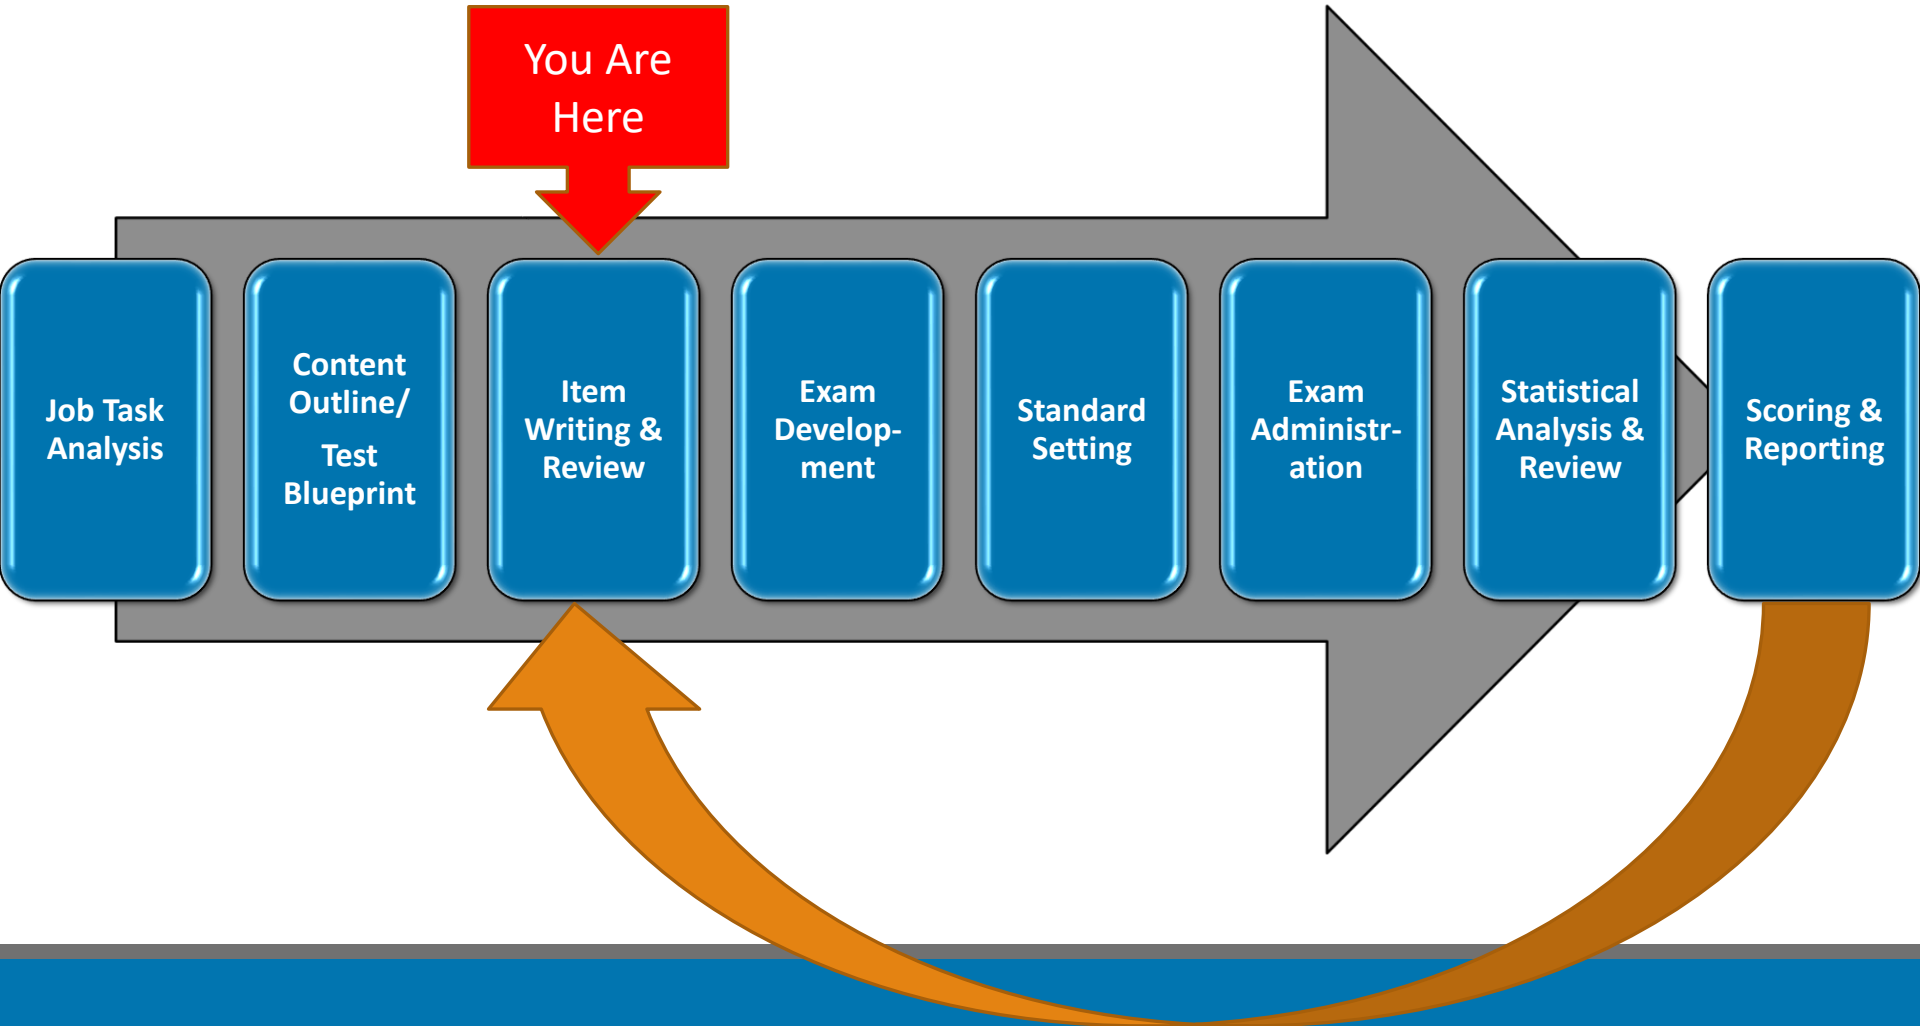 You Are
Here
Job Task
Analysis
Content
Outline/
Test
Blueprint
Item
Writing &
Review
Exam
Develop-
ment
Standard
Setting
Exam
Administr-
ation
Statistical
Analysis &
Review
Scoring &
Reporting